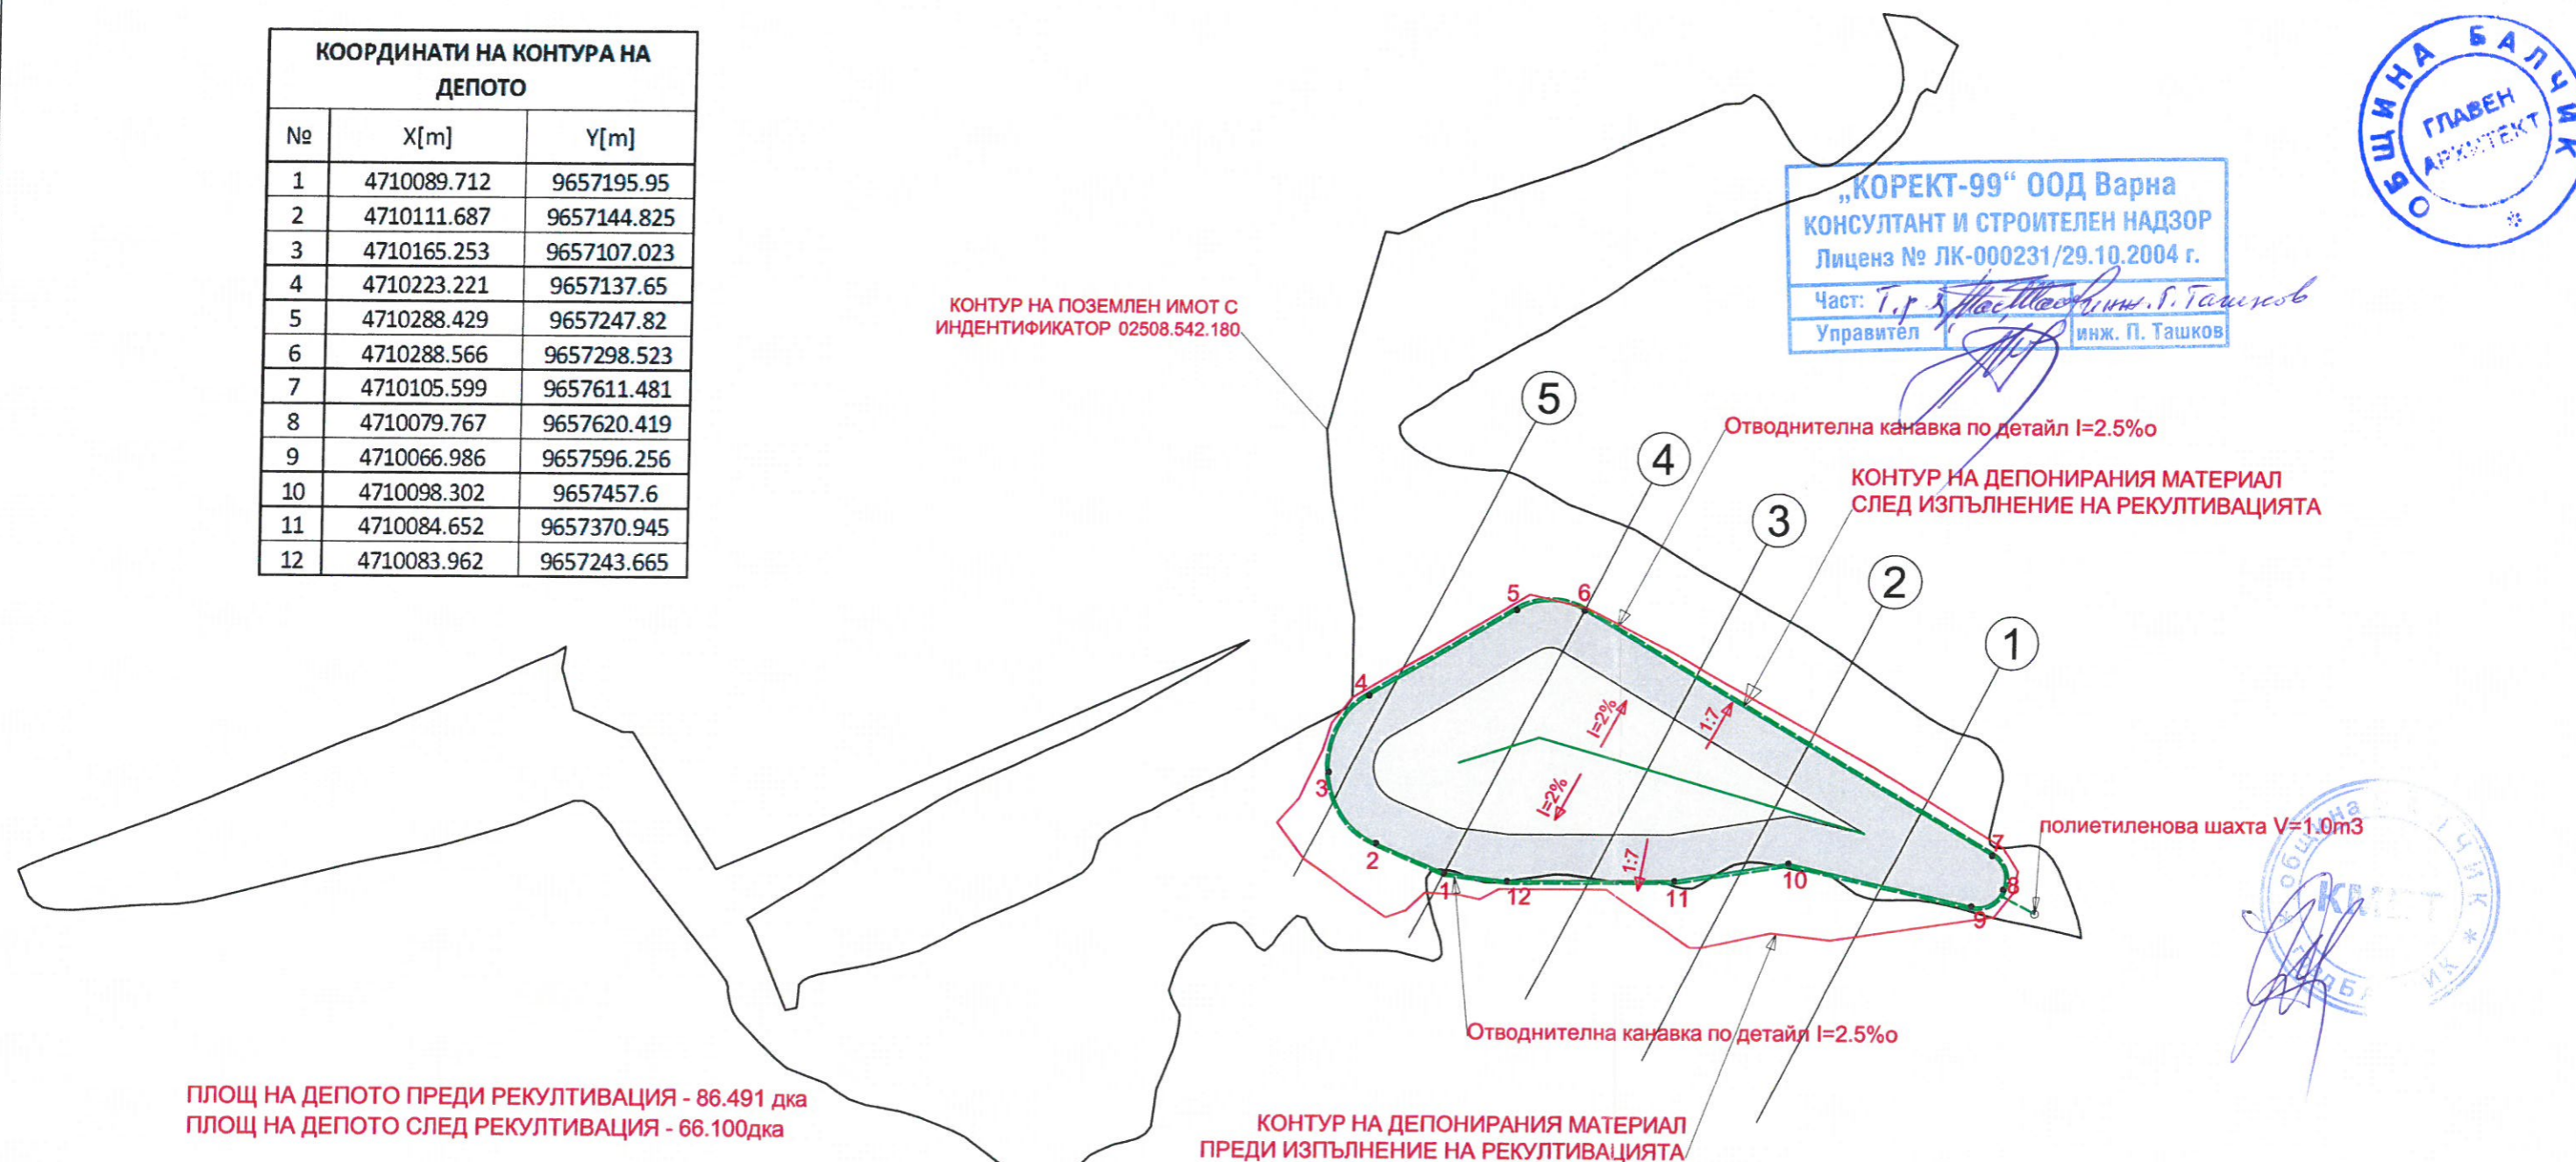 КООРДИНАТИ НА КОНТУРА НА
ДЕПОТО
№ X[m] Y[m]
1 4710089.712 9657195.95
2 4710111.687 9657144.825
3 4710165.253 9657107.023
4 4710223.221 9657137.65
5 4710288.429 9657247.82
6 4710288.566 9657298.523
7 4710105.599 9657611.481
8 4710079.767 9657620.419
9 4710066.986 9657596.256
10 4710098.302 9657457.6
11 4710084.652 9657370.945
12 4710083.962 9657243.665
ОБЩИНА БАЛЧИК
ГЛАВЕН
АРХИТЕКТ
„КОРЕКТ-99“ ООД Варна
КОНСУЛТАНТ И СТРОИТЕЛЕН НАДЗОР
Лиценз № ЛК-000231/29.10.2004 г.
Част:
инж. П. Ташков
Управител
инж. П. Ташков
КОНТУР НА ПОЗЕМЛЕН ИМОТ С
ИНДЕНТИФИКАТОР 02508.542.180
Отводнителна канавка по детайл I=2.5%o
КОНТУР НА ДЕПОНИРАНИЯ МАТЕРИАЛ
СЛЕД ИЗПЪЛНЕНИЕ НА РЕКУЛТИВАЦИЯТА
5
4
3
2
1
5
6
4
3
2
1
12
11
10
9
8
7
I=2%
1:7
I=2%
1:7
полиетиленова шахта V=1.0m3
община
КМЕТ
Отводнителна канавка по детайл I=2.5%o
КОНТУР НА ДЕПОНИРАНИЯ МАТЕРИАЛ
ПРЕДИ ИЗПЪЛНЕНИЕ НА РЕКУЛТИВАЦИЯТА
ПЛОЩ НА ДЕПОТО ПРЕДИ РЕКУЛТИВАЦИЯ - 86.491 дка
ПЛОЩ НА ДЕПОТО СЛЕД РЕКУЛТИВАЦИЯ - 66.100дка